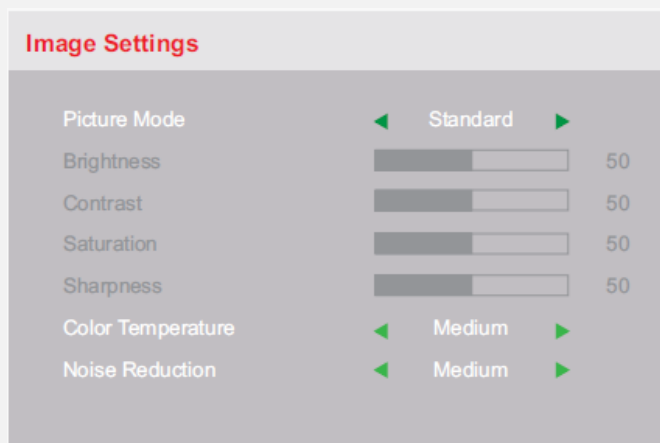 Image Settings
Picture Mode Standard
Brightness 50
Contrast 50
Saturation 50
Sharpness 50
Color Temperature Medium
Noise Reduction Medium